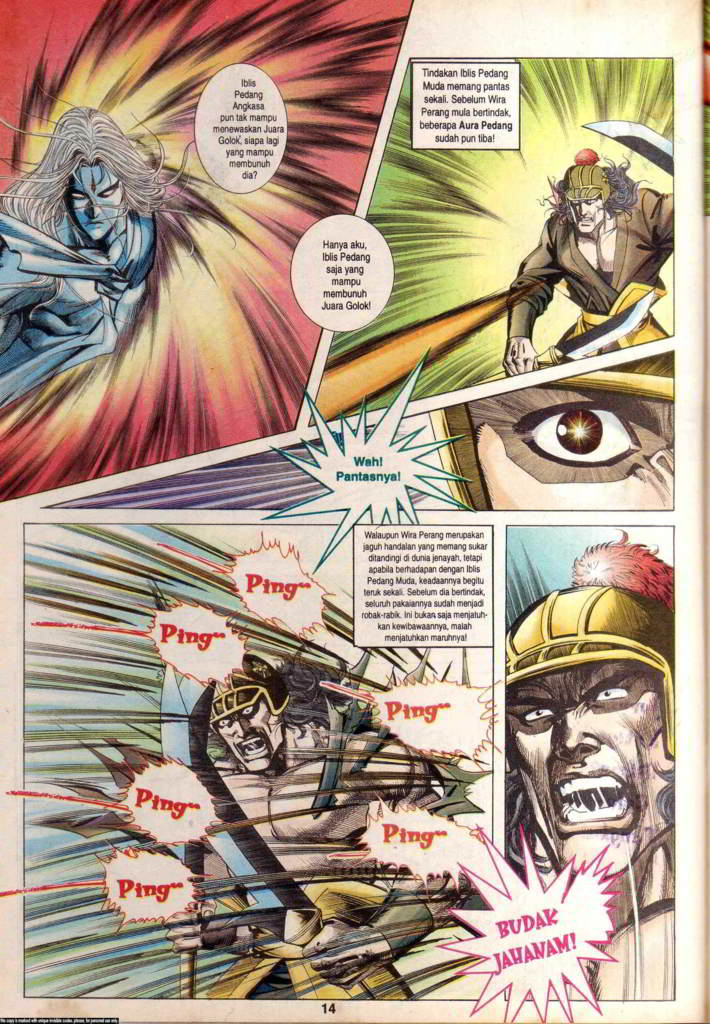 Iblis
Pedang
Angkasa
pun tak mampu
menewaskan Juara
Golok, siapa lagi
yang mampu
membunuh
dia?
Hanya aku,
Iblis Pedang
saja yang
mampu
membunuh
Juara Golok!
Tindakan Iblis Pedang
Muda memang pantas
sekali. Sebelum Wira
Perang mula bertindak,
beberapa Aura Pedang
sudah pun tiba!
Wah!
Pantasnya!
Walaupun Wira Perang merupakan
jaguh handalan yang memang sukar
ditandingi di dunia jenayah, tetapi
apabila berhadapan dengan Iblis
Pedang Muda, keadaannya begitu
teruk sekali. Sebelum dia bertindak,
seluruh pakaiannya sudah menjadi
robak-rabik. Ini bukan saja menjatuh-
kan kewibawaannya, malah
menjatuhkan maruhnya!
Ping~
Ping~
Ping~
Ping~
Ping~
Ping~
BUDAK
JAHANAM!
14
this copy is marked with unique invisible codes, please, for personal use only